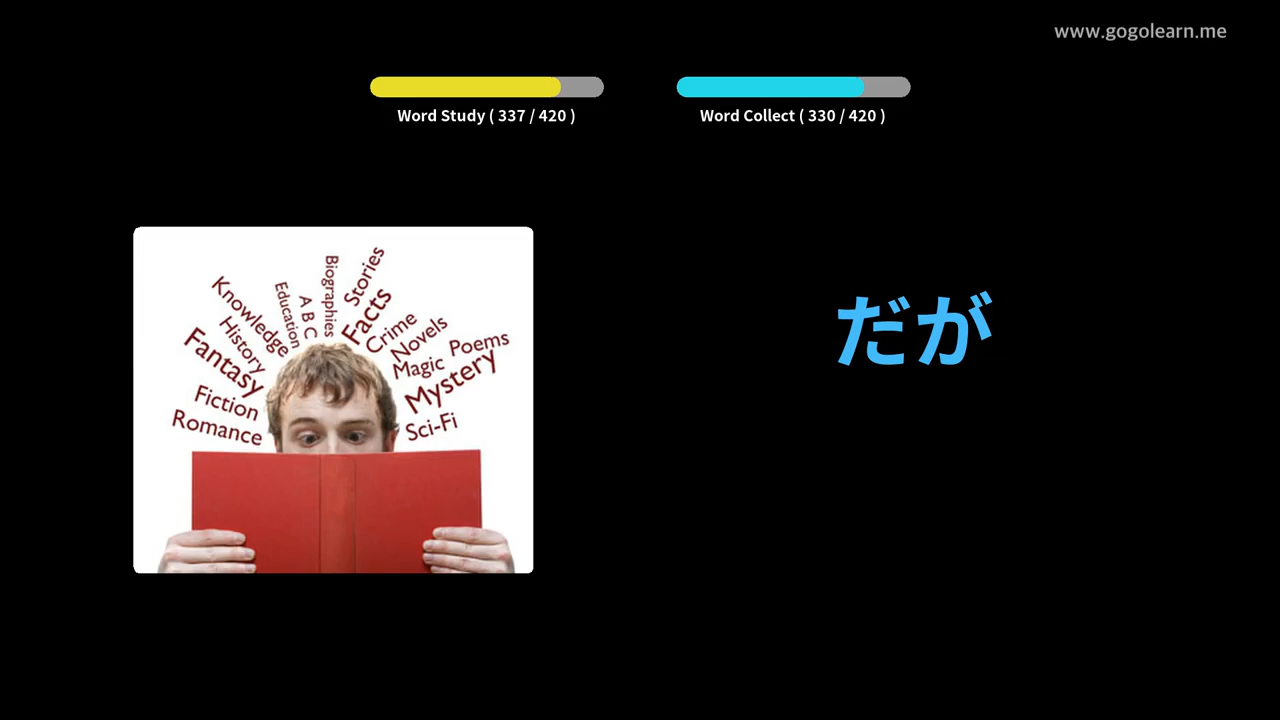 www.gogolearn.me
Word Study ( 337 / 420 )
Word Collect ( 330 / 420 )
だが
Biographies
Stories
Education
A B C
Facts
Knowledge
History
Crime
Novels
Fantasy
Magic
Poems
Mystery
Fiction
Romance
Sci-Fi